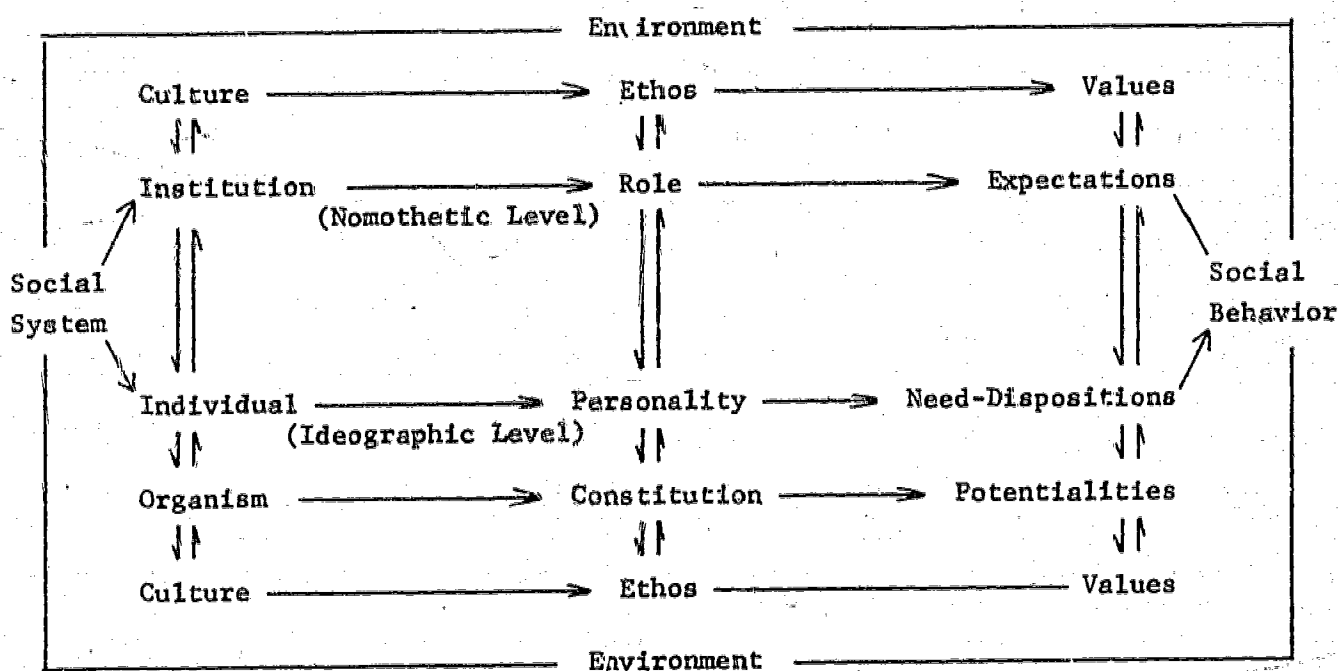 Environment
Culture Ethos Values
Institution Role Expectations
(Nomothetic Level)
Social
System
Social
Behavior
Individual Personality Need-Dispositions
(Ideographic Level)
Organism Constitution Potentialities
Culture Ethos Values
Environment